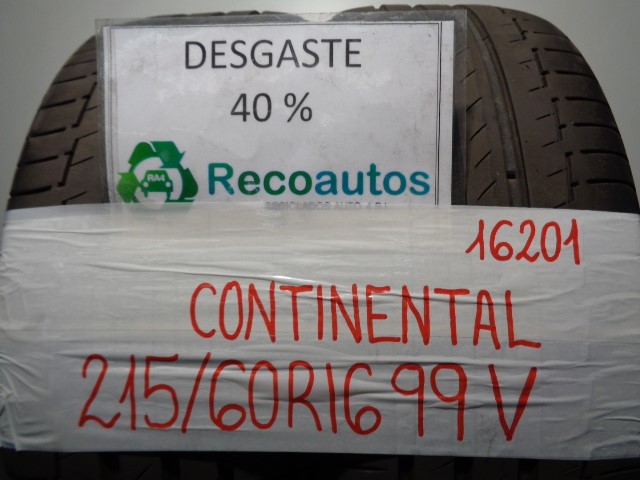 DESGASTE
40 %
RA4
Recoautos
16201
CONTINENTAL
215/60R16 99 V